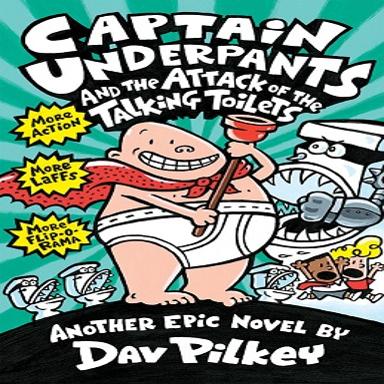 CAPTAIN
UNDERPANTS
AND THE ATTACK OF THE
TALKING TOILETS
MORE
ACTION
MORE
LAFFS
MORE
FLIP-O-
RAMA
ANOTHER EPIC NOVEL BY
DAV PILKEY